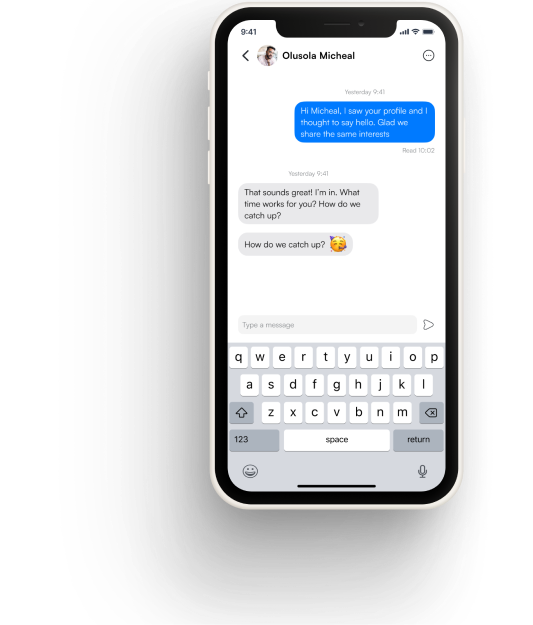 9:41
Olusola Micheal
Yesterday 9:41
Hi Micheal, I saw your profile and I
thought to say hello. Glad we
share the same interests
Read 10:02
Yesterday 9:41
That sounds great! I'm in. What
time works for you? How do we
catch up?
How do we catch up? 🥳
Type a message
q w e r t y u i o p
a s d f g h j k l
z x c v b n m
123 space return